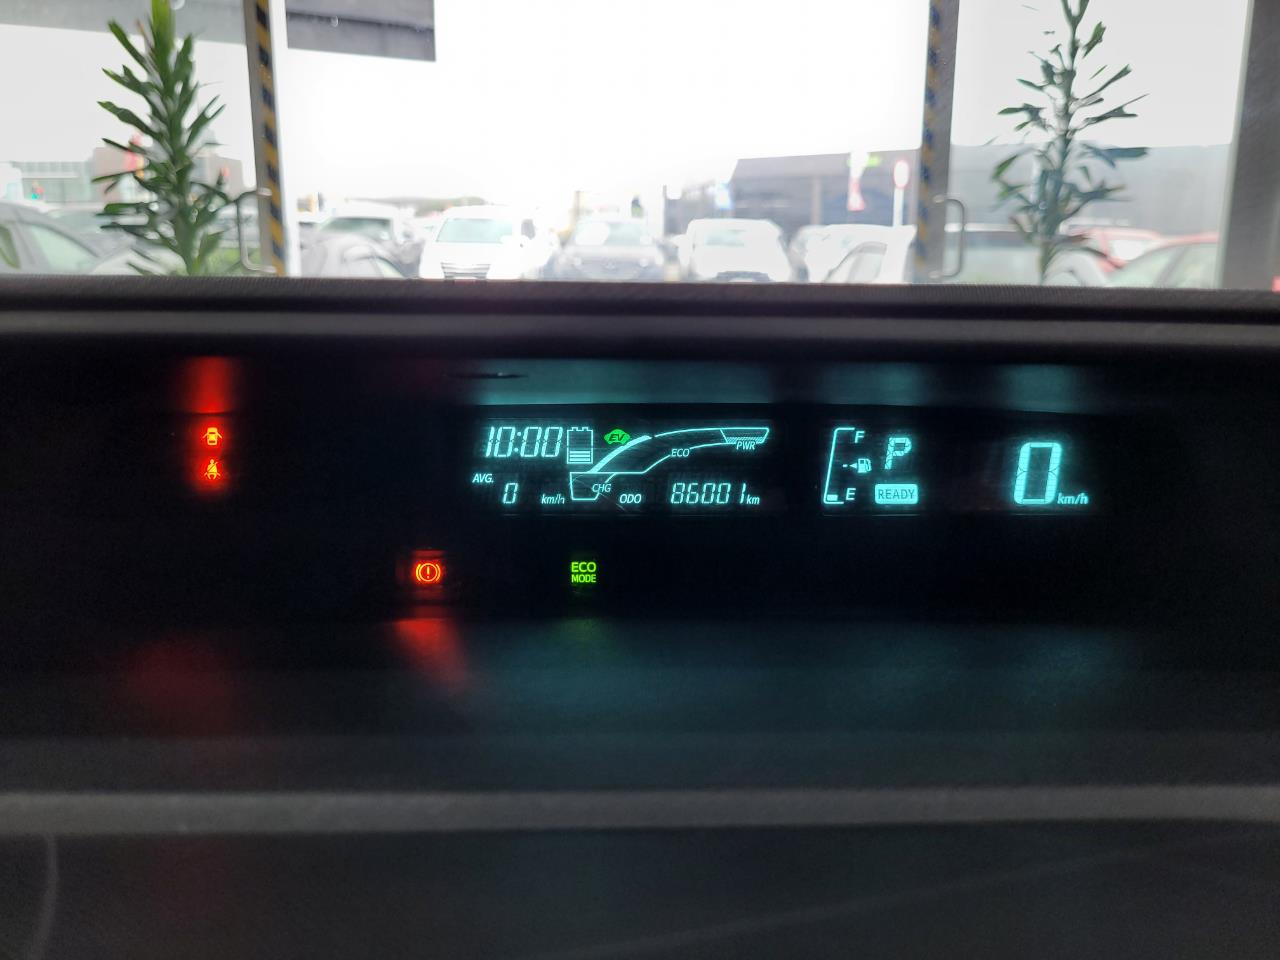 10:00
EV
PWR
ECO
AVG.
0 km/h
CHG
ODO 86001 km
F
E
P
READY
0 km/h
ECO
MODE